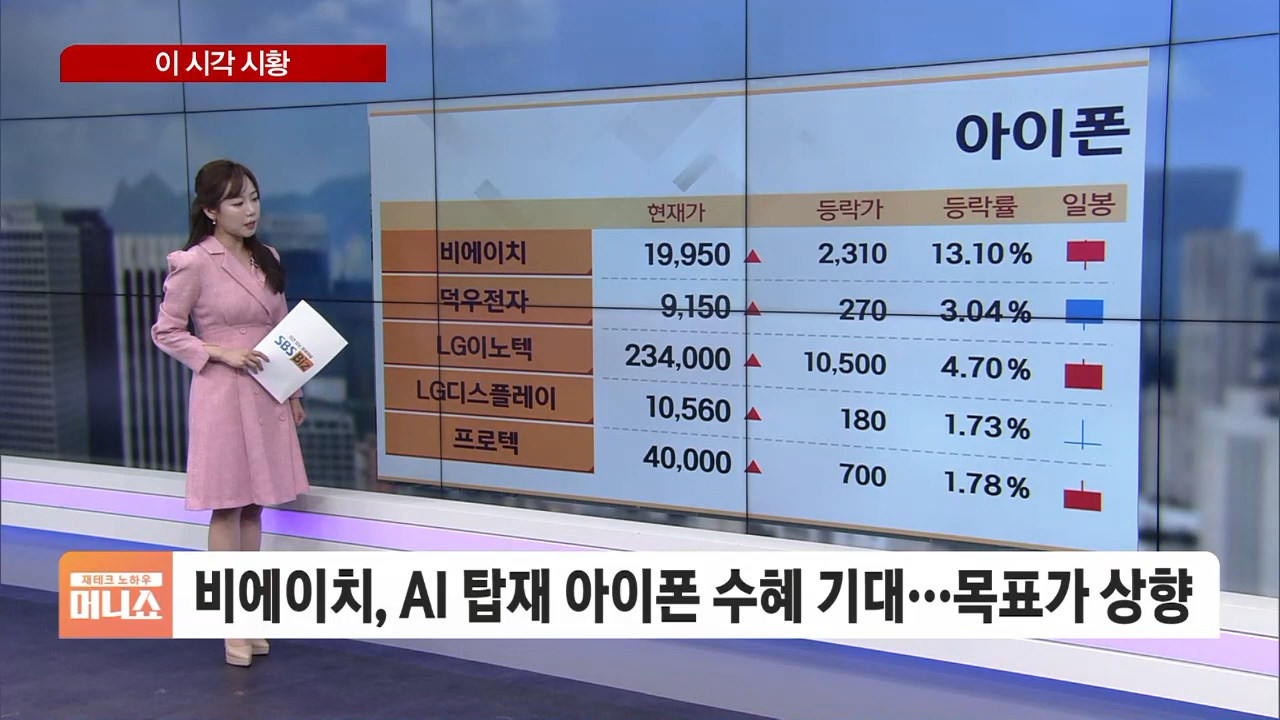 이 시각 시황
아이폰
현재가 등락가 등락률 일봉
비에이치 19,950 ▲ 2,310 13.10%
덕우전자 9,150 ▲ 270 3.04%
LG이노텍 234,000 ▲ 10,500 4.70%
LG디스플레이 10,560 ▲ 180 1.73%
프로텍 40,000 ▲ 700 1.78%
SBS Biz
재테크 노하우
머니쇼
비에이치, AI 탑재 아이폰 수혜 기대…목표가 상향